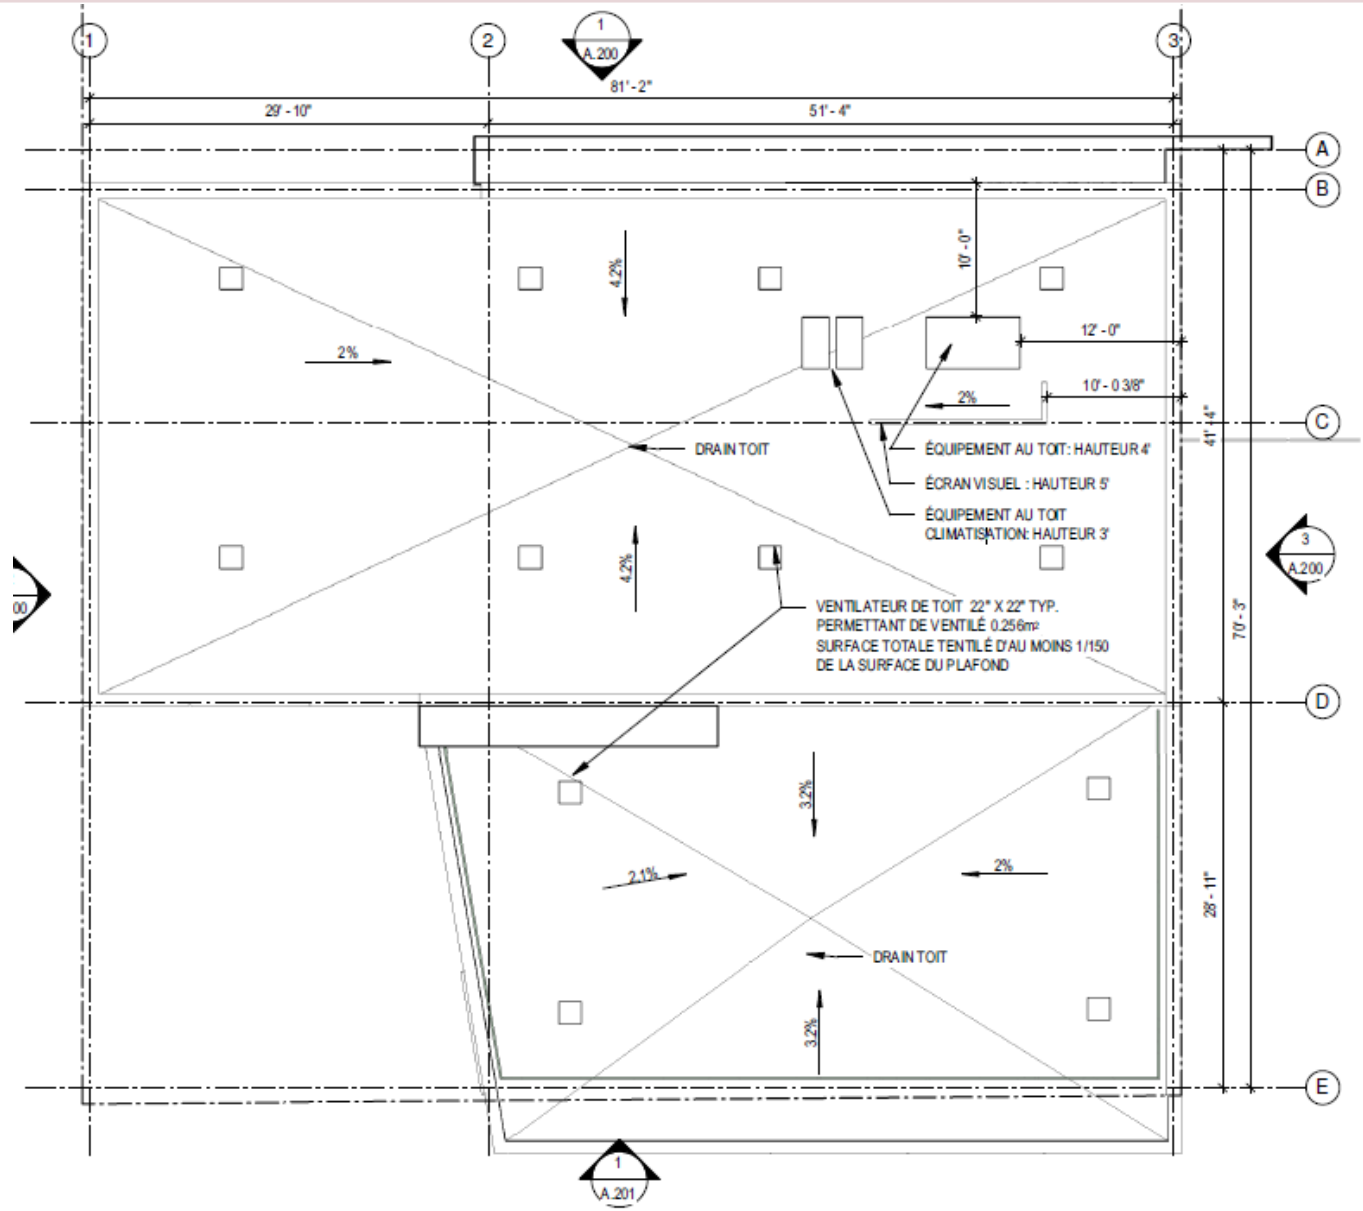 1
2
1
A.200
3
81' - 2"
29' - 10"
51' - 4"
A
B
10' - 0"
4.2%
2%
12' - 0"
10' - 0 3/8"
2%
C
41' - 4"
DRAIN TOIT
ÉQUIPEMENT AU TOIT: HAUTEUR 4'
ÉCRAN VISUEL : HAUTEUR 5'
ÉQUIPEMENT AU TOIT
CLIMATISATION: HAUTEUR 3'
3
A.200
4.2%
00
VENTILATEUR DE TOIT 22" X 22" TYP.
PERMETTANT DE VENTILÉ 0.256m²
SURFACE TOTALE TENTILÉ D'AU MOINS 1/150
DE LA SURFACE DU PLAFOND
70' - 3"
D
3.2%
2.1%
2%
28' - 11"
DRAIN TOIT
3.2%
E
1
A.201